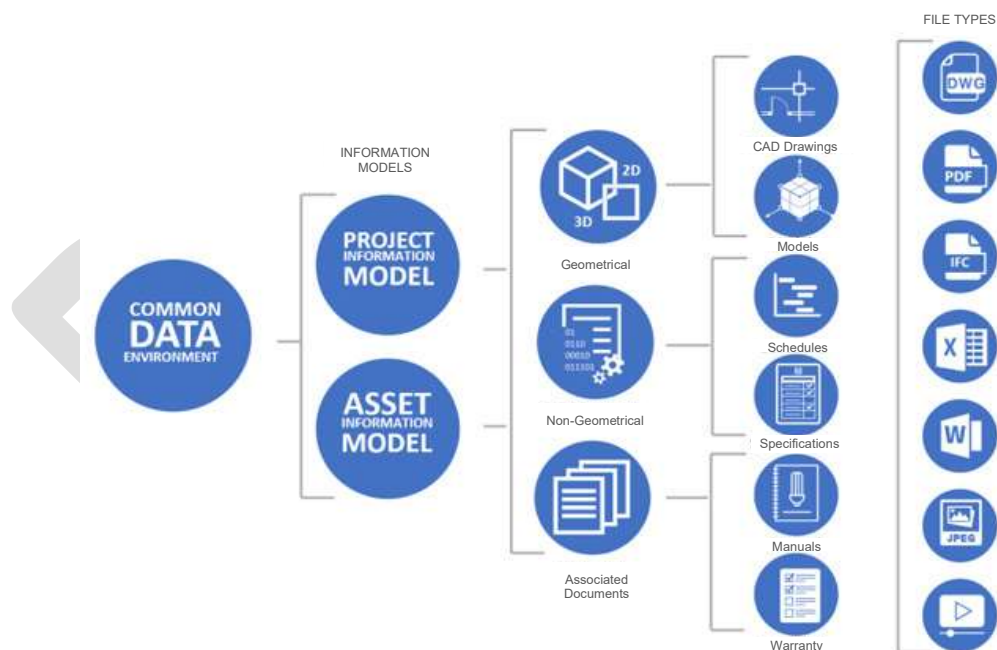 FILE TYPES
DWG
CAD Drawings
INFORMATION
MODELS
2D
3D
PDF
PROJECT
INFORMATION
MODEL
Geometrical
Models
IFC
COMMON
DATA
ENVIRONMENT
01
0110
00010
011101
Schedules
X
ASSET
INFORMATION
MODEL
Non-Geometrical
Specifications
W
Manuals
JPEG
Associated
Documents
Warranty